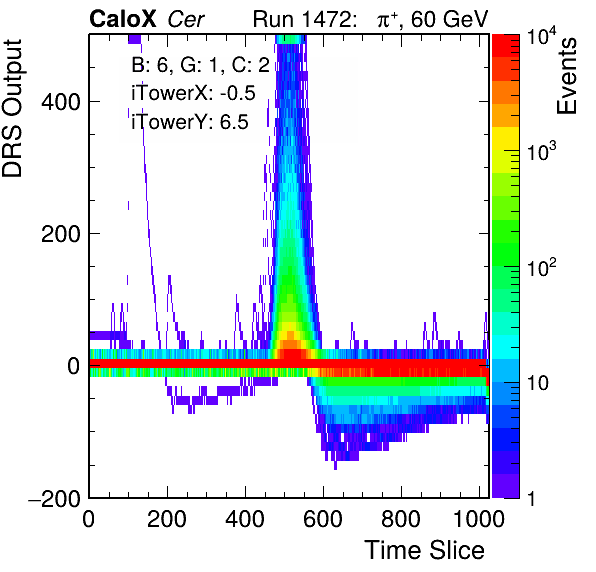 CaloX Cer Run 1472: π⁺, 60 GeV
B: 6, G: 1, C: 2
iTowerX: -0.5
iTowerY: 6.5
DRS Output
400
200
0
−200
0 200 400 600 800 1000
Time Slice
Events
10⁴
10³
10²
10
1